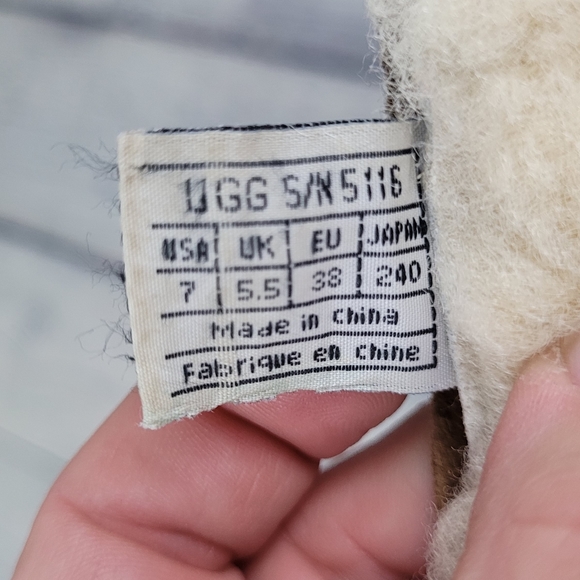 UGG S/N 5116
USA UK EU JAPAN
7 5.5 38 240
Made in China
Fabrique en chine